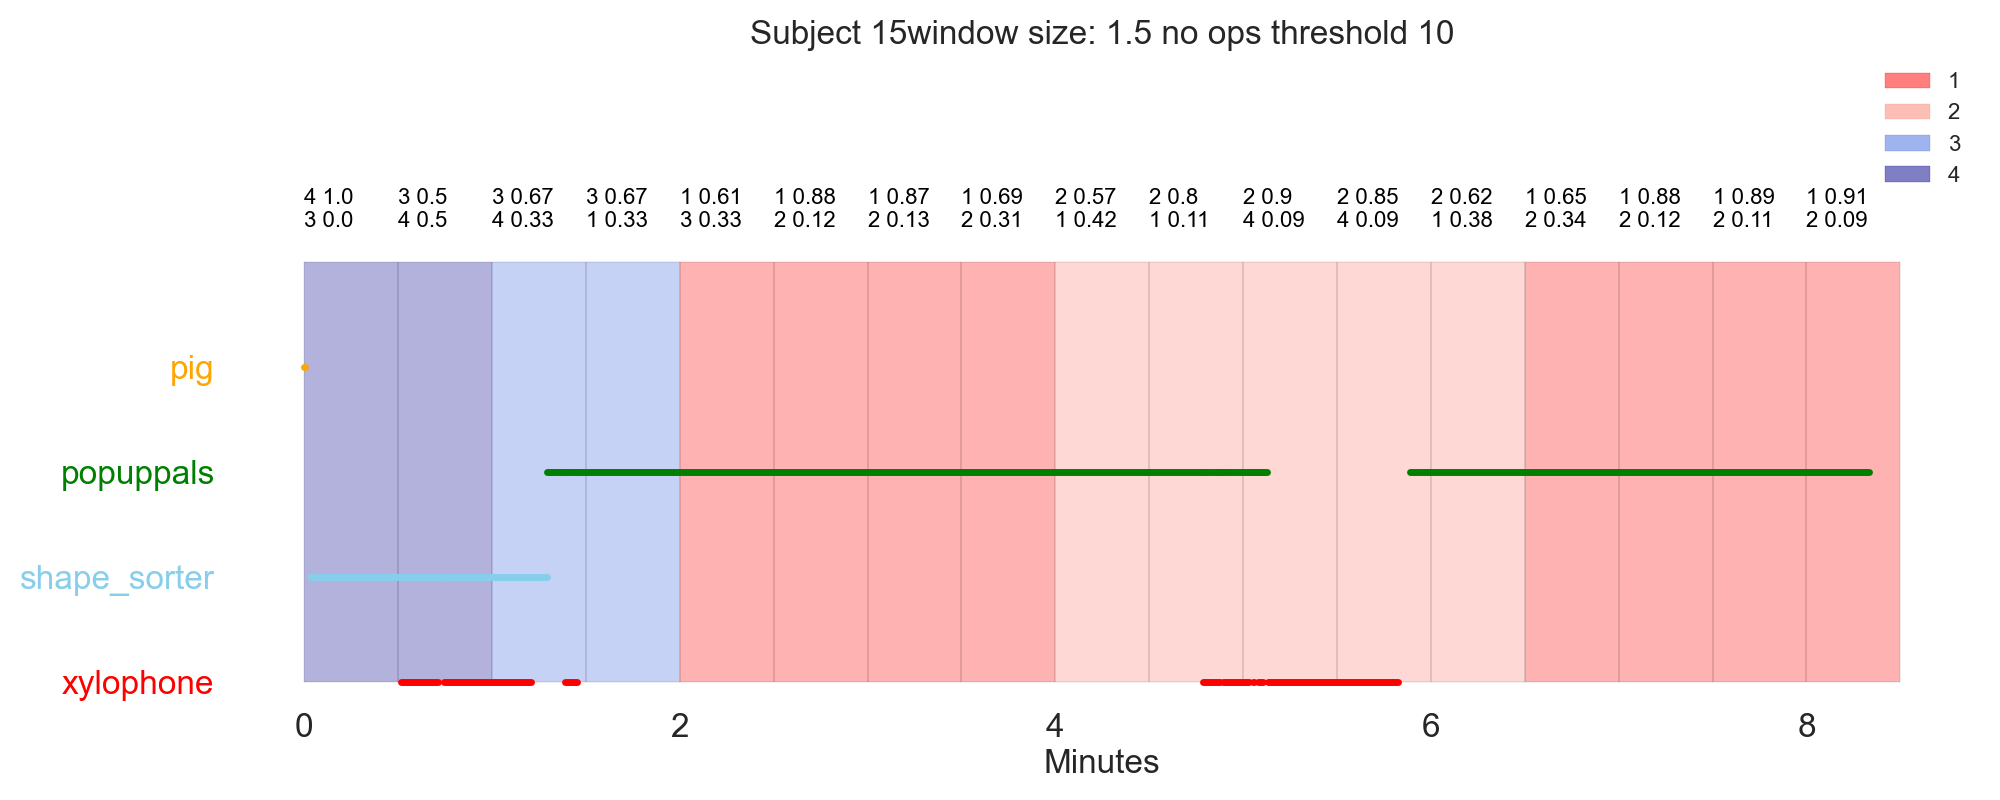 Subject 15window size: 1.5 no ops threshold 10
1
2
3
4
4 1.0 3 0.5 3 0.67 3 0.67 1 0.61 1 0.88 1 0.87 1 0.69 2 0.57 2 0.8 2 0.9 2 0.85 2 0.62 1 0.65 1 0.88 1 0.89 1 0.91
3 0.0 4 0.5 4 0.33 1 0.33 3 0.33 2 0.12 2 0.13 2 0.31 1 0.42 1 0.11 4 0.09 4 0.09 1 0.38 2 0.34 2 0.12 2 0.11 2 0.09
pig
popuppals
shape_sorter
xylophone
0 2 4 6 8
Minutes